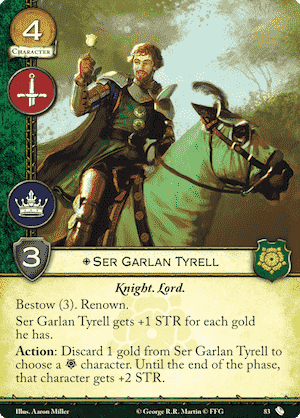 4
CHARACTER
SER GARLAN TYRELL
3
Knight. Lord.
Bestow (3). Renown.
Ser Garlan Tyrell gets +1 STR for each gold
he has.
Action: Discard 1 gold from Ser Garlan Tyrell to
choose a character. Until the end of the phase,
that character gets +2 STR.
Illus. Aaron Miller © George R.R. Martin © FFG 83